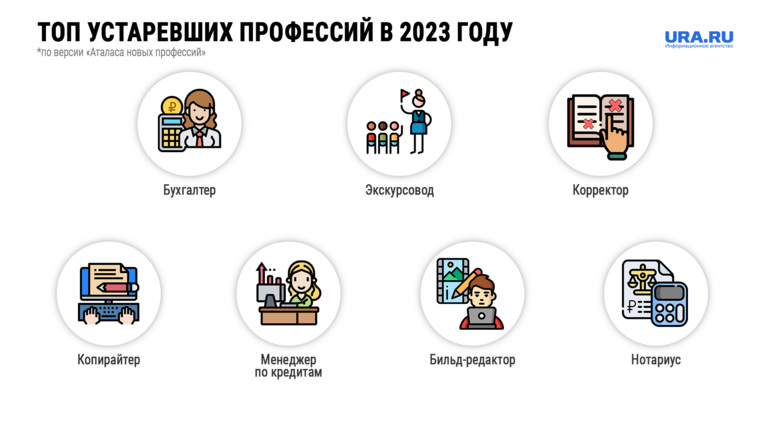 ТОП УСТАРЕВШИХ ПРОФЕССИЙ В 2023 ГОДУ
*по версии «Аталаса новых профессий»
URA.RU
Информационное агентство
Бухгалтер
Экскурсовод
Корректор
Копирайтер
Менеджер
по кредитам
Бильд-редактор
Нотариус